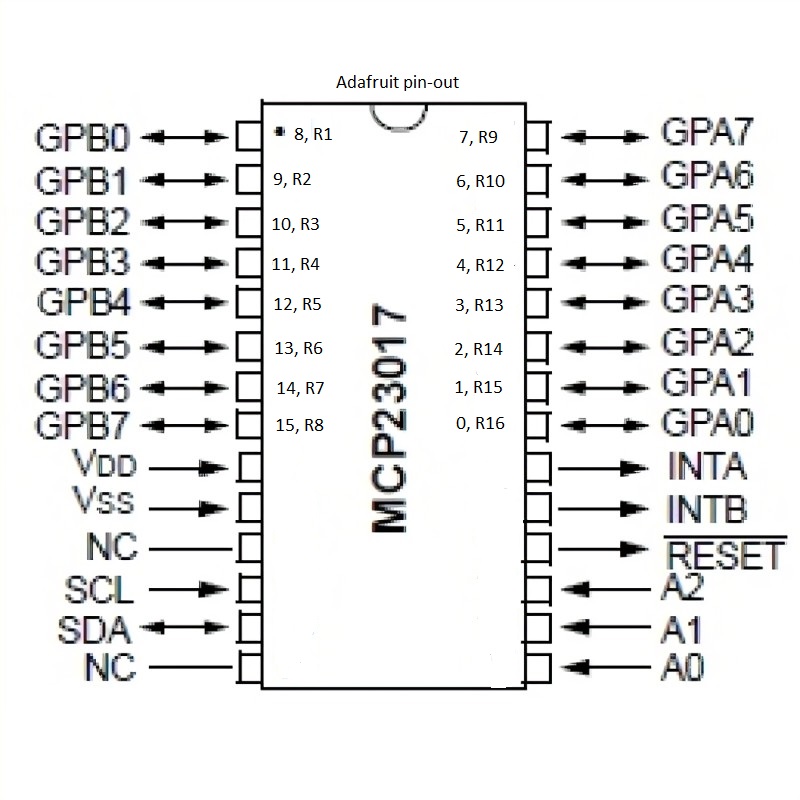 Adafruit pin-out
GPB0 8, R1 7, R9 GPA7
GPB1 9, R2 6, R10 GPA6
GPB2 10, R3 5, R11 GPA5
GPB3 11, R4 4, R12 GPA4
GPB4 12, R5 3, R13 GPA3
GPB5 13, R6 2, R14 GPA2
GPB6 14, R7 1, R15 GPA1
GPB7 15, R8 0, R16 GPA0
MCP23017
VDD INTA
VSS INTB
NC RESET
SCL A2
SDA A1
NC A0